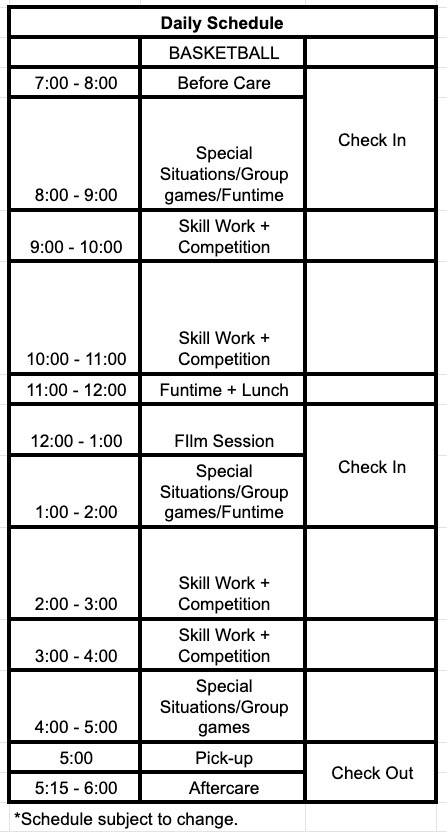 Daily Schedule
BASKETBALL
7:00 - 8:00 Before Care
Check In
Special
Situations/Group
8:00 - 9:00 games/Funtime
Skill Work +
9:00 - 10:00 Competition
Skill Work +
10:00 - 11:00 Competition
11:00 - 12:00 Funtime + Lunch
12:00 - 1:00 FIlm Session
Check In
Special
Situations/Group
1:00 - 2:00 games/Funtime
Skill Work +
2:00 - 3:00 Competition
Skill Work +
3:00 - 4:00 Competition
Special
Situations/Group
4:00 - 5:00 games
5:00 Pick-up
Check Out
5:15 - 6:00 Aftercare
*Schedule subject to change.